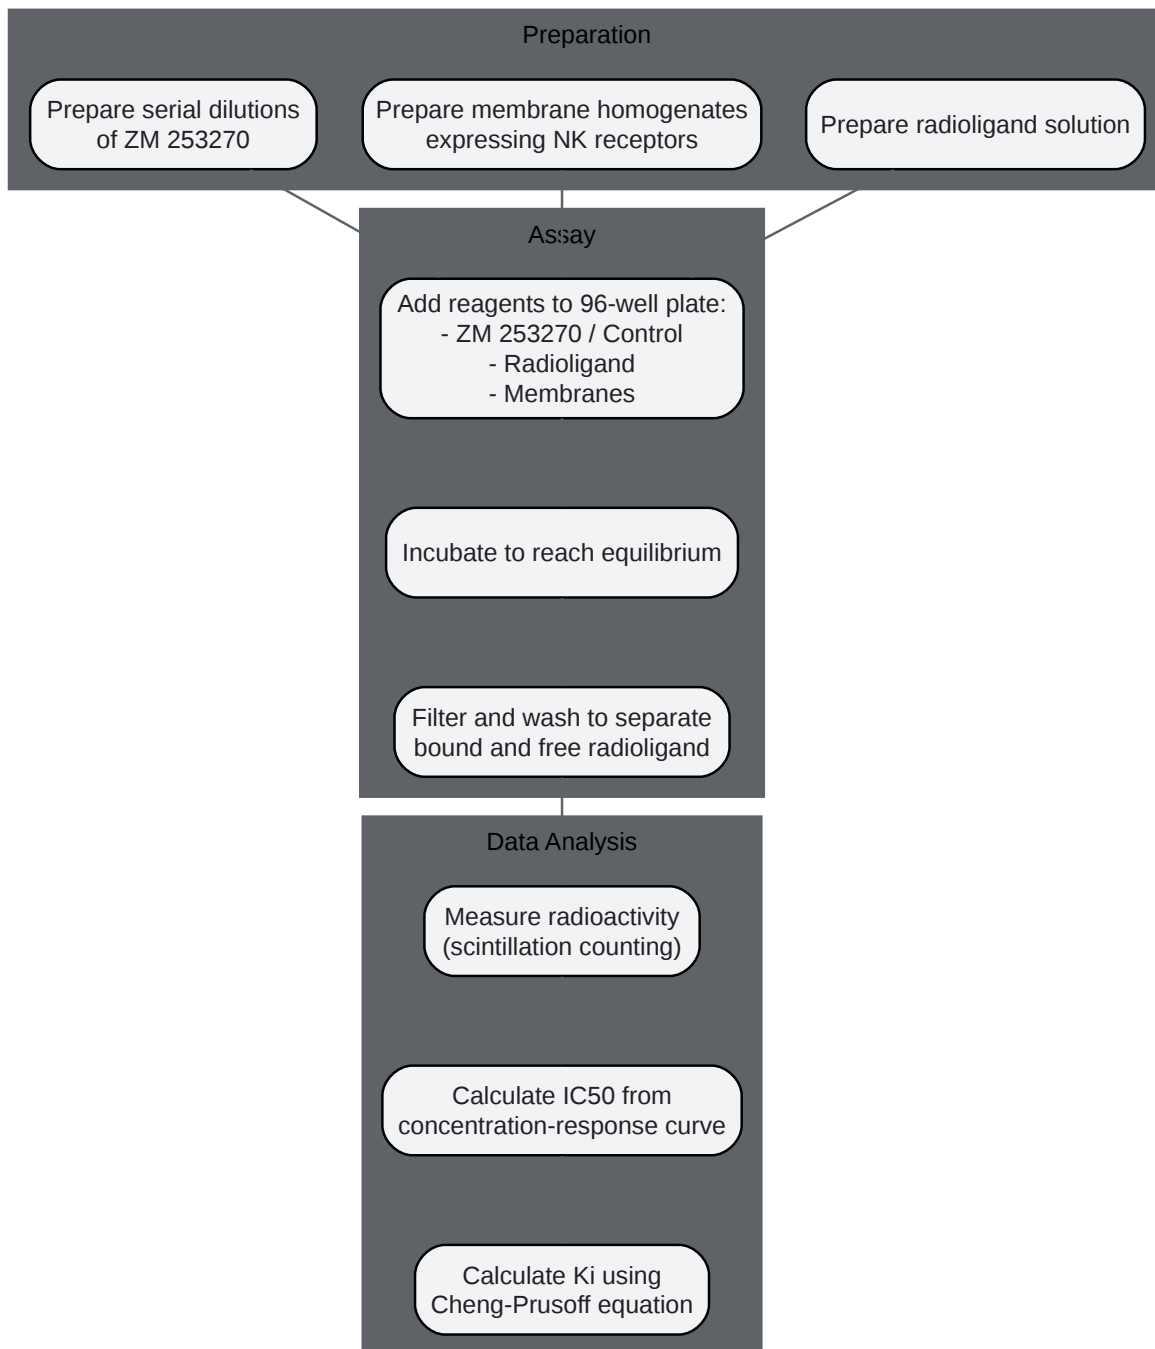 Preparation
Prepare serial dilutions
of ZM 253270
Prepare membrane homogenates
expressing NK receptors
Prepare radioligand solution
Assay
Add reagents to 96-well plate:
- ZM 253270 / Control
- Radioligand
- Membranes
Incubate to reach equilibrium
Filter and wash to separate
bound and free radioligand
Data Analysis
Measure radioactivity
(scintillation counting)
Calculate IC50 from
concentration-response curve
Calculate Ki using
Cheng-Prusoff equation